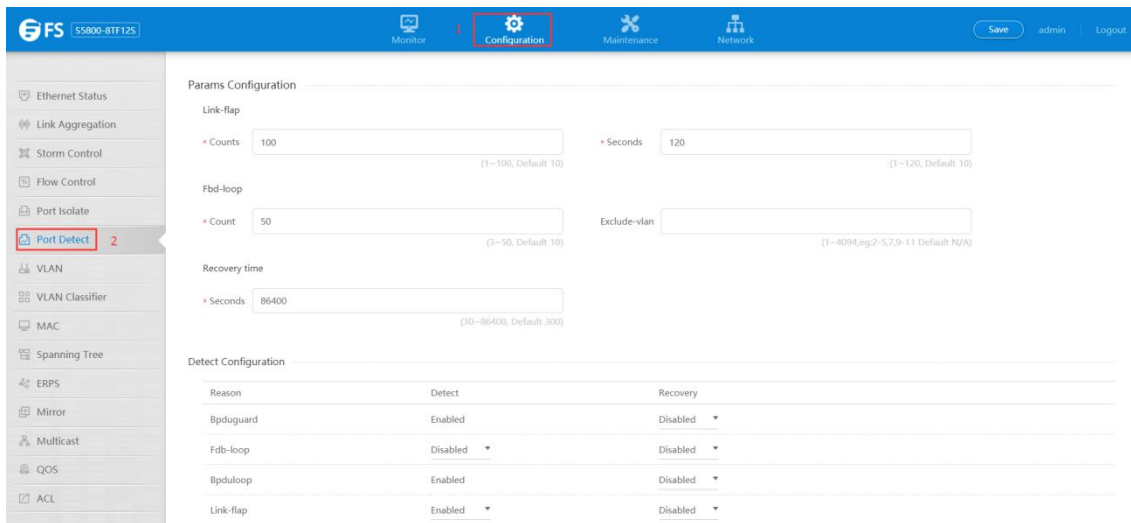 FS S5800-8TF12S
Monitor
1
Configuration
Maintenance
Network
Save
admin
Logout
Ethernet Status
Link Aggregation
Storm Control
Flow Control
Port Isolate
Port Detect 2
VLAN
VLAN Classifier
MAC
Spanning Tree
ERPS
Mirror
Multicast
QOS
ACL
Params Configuration
Link-flap
* Counts 100 * Seconds 120
(1~100, Default 10) (1~120, Default 10)
Fbd-loop
* Count 50 Exclude-vlan
(3~50, Default 10) (1~4094,eg:2-5,7,9-11 Default N/A)
Recovery time
* Seconds 86400
(30~86400, Default 300)
Detect Configuration
Reason Detect Recovery
Bpduguard Enabled Disabled
Fdb-loop Disabled Disabled
Bpduloop Enabled Disabled
Link-flap Enabled Disabled